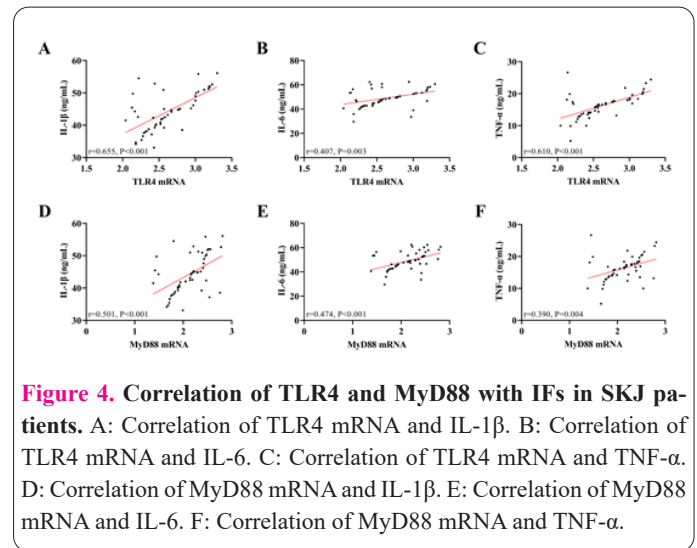 A
B
C
60
50
40
30
IL-1β (ng/mL)
r=0.655, P<0.001
1.5 2.0 2.5 3.0 3.5
TLR4 mRNA
80
60
40
20
0
IL-6 (ng/mL)
r=0.407, P=0.003
1.5 2.0 2.5 3.0 3.5
TLR4 mRNA
30
20
10
0
TNF-α (ng/mL)
r=0.610, P<0.001
1.5 2.0 2.5 3.0 3.5
TLR4 mRNA
D
E
F
60
50
40
30
IL-1β (ng/mL)
r=0.501, P<0.001
0 1 2 3
MyD88 mRNA
80
60
40
20
0
IL-6 (ng/mL)
r=0.474, P<0.001
0 1 2 3
MyD88 mRNA
30
20
10
0
TNF-α (ng/mL)
r=0.390, P=0.004
0 1 2 3
MyD88 mRNA
Figure 4. Correlation of TLR4 and MyD88 with IFs in SKJ pa-
tients. A: Correlation of TLR4 mRNA and IL-1β. B: Correlation of
TLR4 mRNA and IL-6. C: Correlation of TLR4 mRNA and TNF-α.
D: Correlation of MyD88 mRNA and IL-1β. E: Correlation of MyD88
mRNA and IL-6. F: Correlation of MyD88 mRNA and TNF-α.